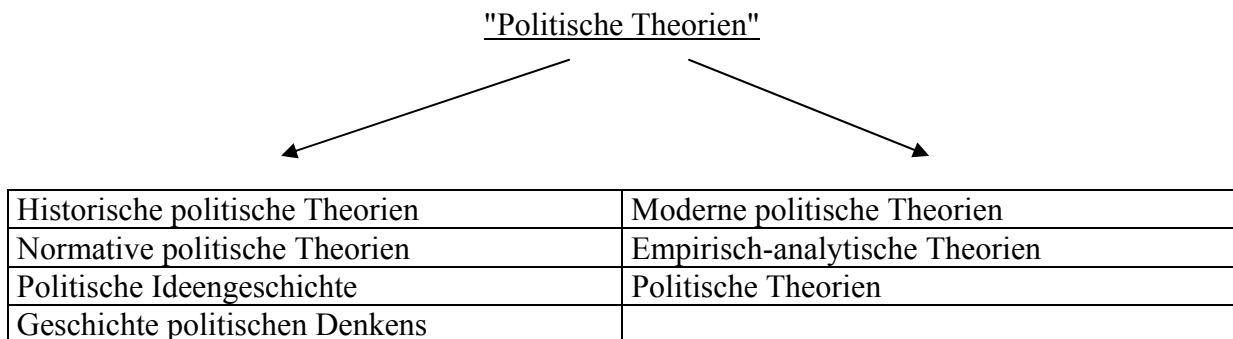 "Politische Theorien"
Historische politische Theorien Moderne politische Theorien
Normative politische Theorien Empirisch-analytische Theorien
Politische Ideengeschichte Politische Theorien
Geschichte politischen Denkens